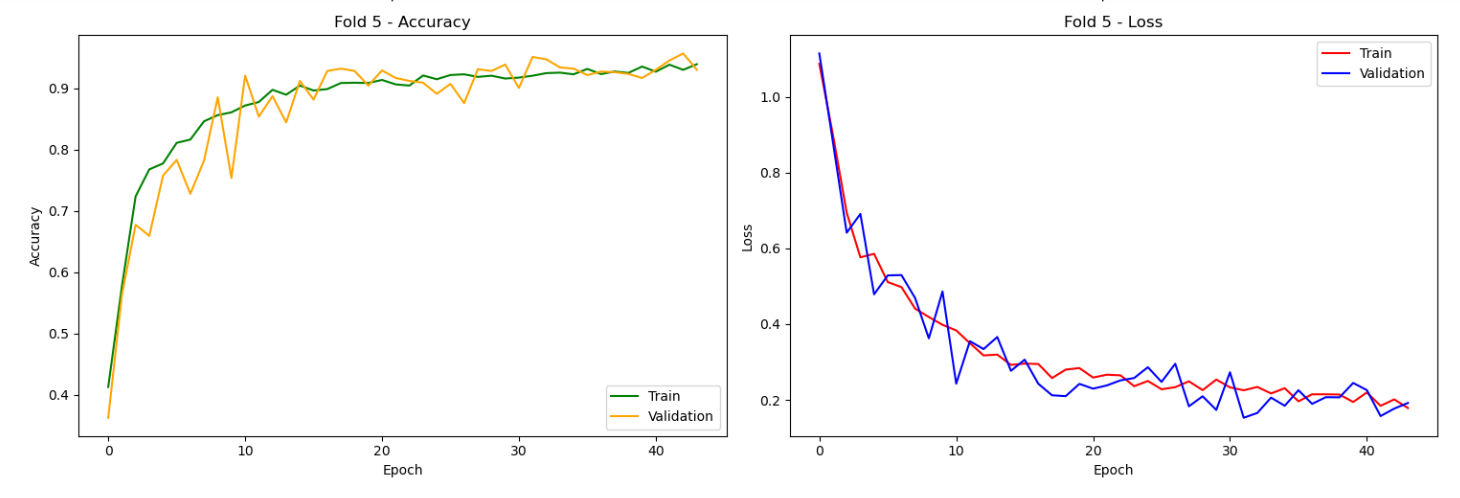 Fold 5 - Accuracy
Accuracy
0.9
0.8
0.7
0.6
0.5
0.4
0
10
20
30
40
Epoch
Train
Validation
Fold 5 - Loss
Loss
1.0
0.8
0.6
0.4
0.2
0
10
20
30
40
Epoch
Train
Validation